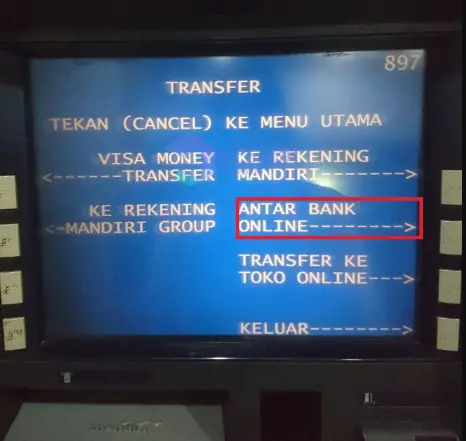 897
TRANSFER
TEKAN (CANCEL) KE MENU UTAMA
VISA MONEY KE REKENING
<------TRANSFER MANDIRI------->
KE REKENING ANTAR BANK
<-MANDIRI GROUP ONLINE-------->
TRANSFER KE
TOKO ONLINE--->
KELUAR-------->